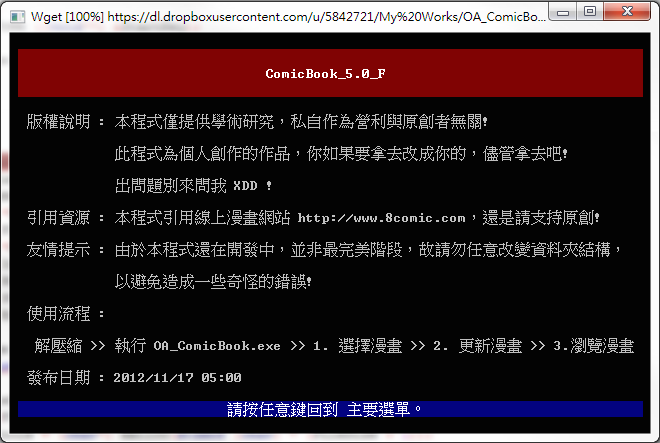 Wget [100%] https://dl.dropboxusercontent.com/u/5842721/My%20Works/OA_ComicBo...
ComicBook_5.0_F
版權說明 : 本程式僅提供學術研究，私自作為營利與原創者無關!
此程式為個人創作的作品，你如果要拿去改成你的，儘管拿去吧!
出問題別來問我 XDD !
引用資源 : 本程式引用線上漫畫網站 http://www.8comic.com，還是請支持原創!
友情提示 : 由於本程式還在開發中，並非最完美階段，故請勿任意改變資料夾結構，
以避免造成一些奇怪的錯誤!
使用流程 :
解壓縮 >> 執行 OA_ComicBook.exe >> 1. 選擇漫畫 >> 2. 更新漫畫 >> 3.瀏覽漫畫
發布日期 : 2012/11/17 05:00
請按任意鍵回到 主要選單。